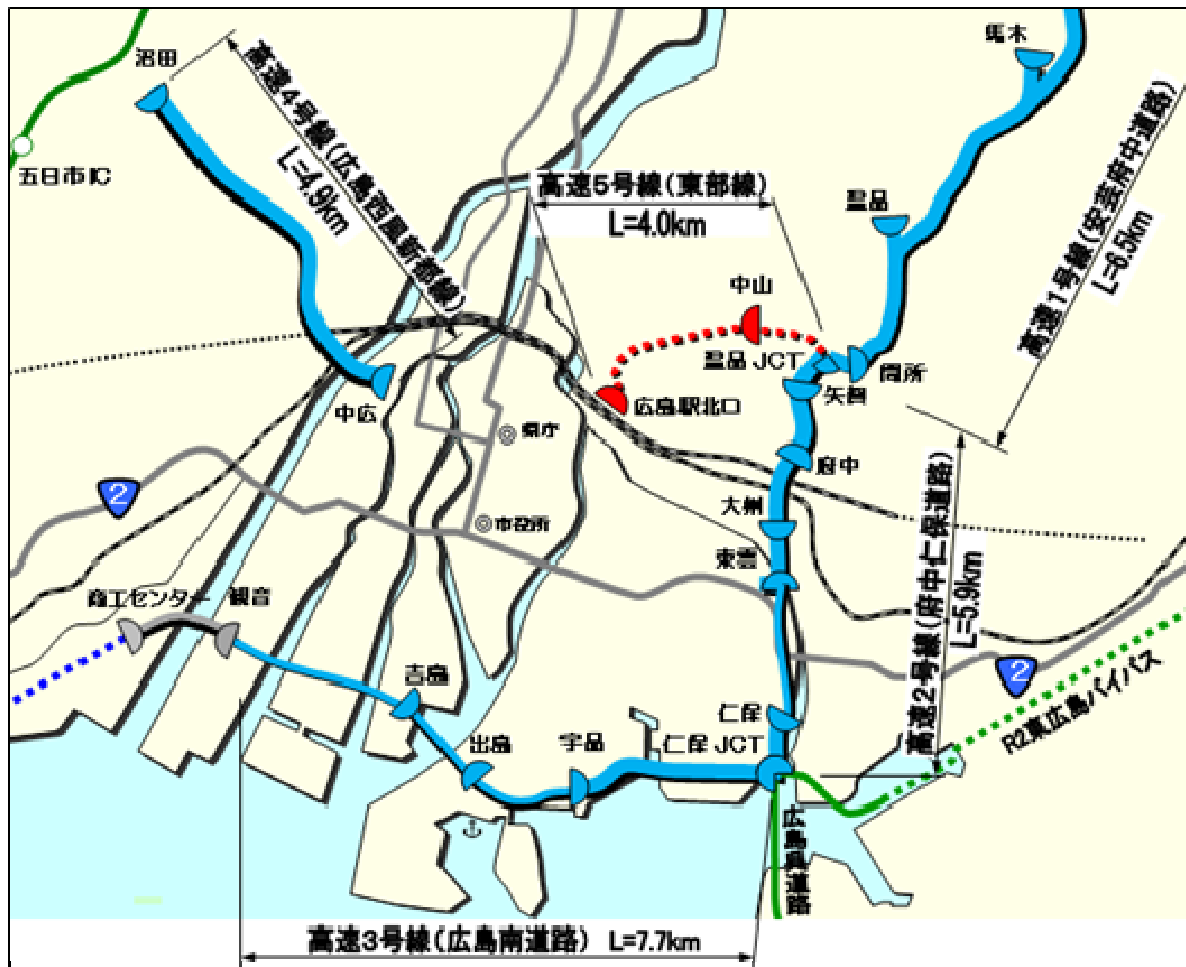 沼田
馬木
高速4号線(広島西風新都線)
L=4.9km
五日市IC
高速5号線(東部線)
L=4.0km
温品
高速1号線(安芸府中道路)
L=6.5km
中山
温品JCT
間所
矢賀
広島駅北口
中広
県庁
府中
2
大州
市役所
東雲
高速2号線(府中仁保道路)
L=5.9km
商工センター
観音
2
吉島
仁保
R2東広島バイパス
出島
宇品
仁保JCT
広島呉道路
高速3号線(広島南道路) L=7.7km